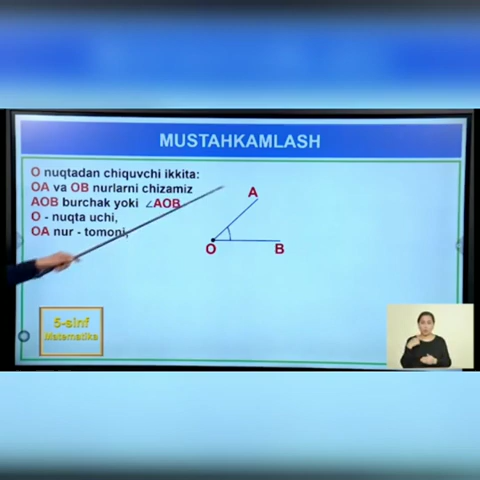 MUSTAHKAMLASH
O nuqtadan chiquvchi ikkita:
OA va OB nurlarni chizamiz
AOB burchak yoki ∠AOB.
O - nuqta uchi,
OA nur - tomoni,
A
O
B
5-sinf
Matematika